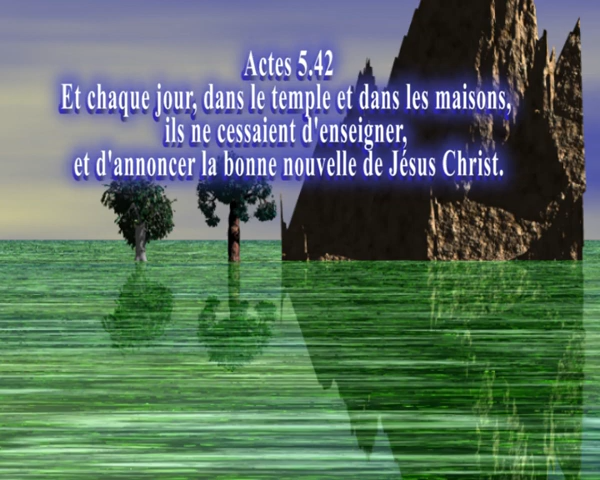 Actes 5.42
Et chaque jour, dans le temple et dans les maisons,
ils ne cessaient d'enseigner,
et d'annoncer la bonne nouvelle de Jésus Christ.